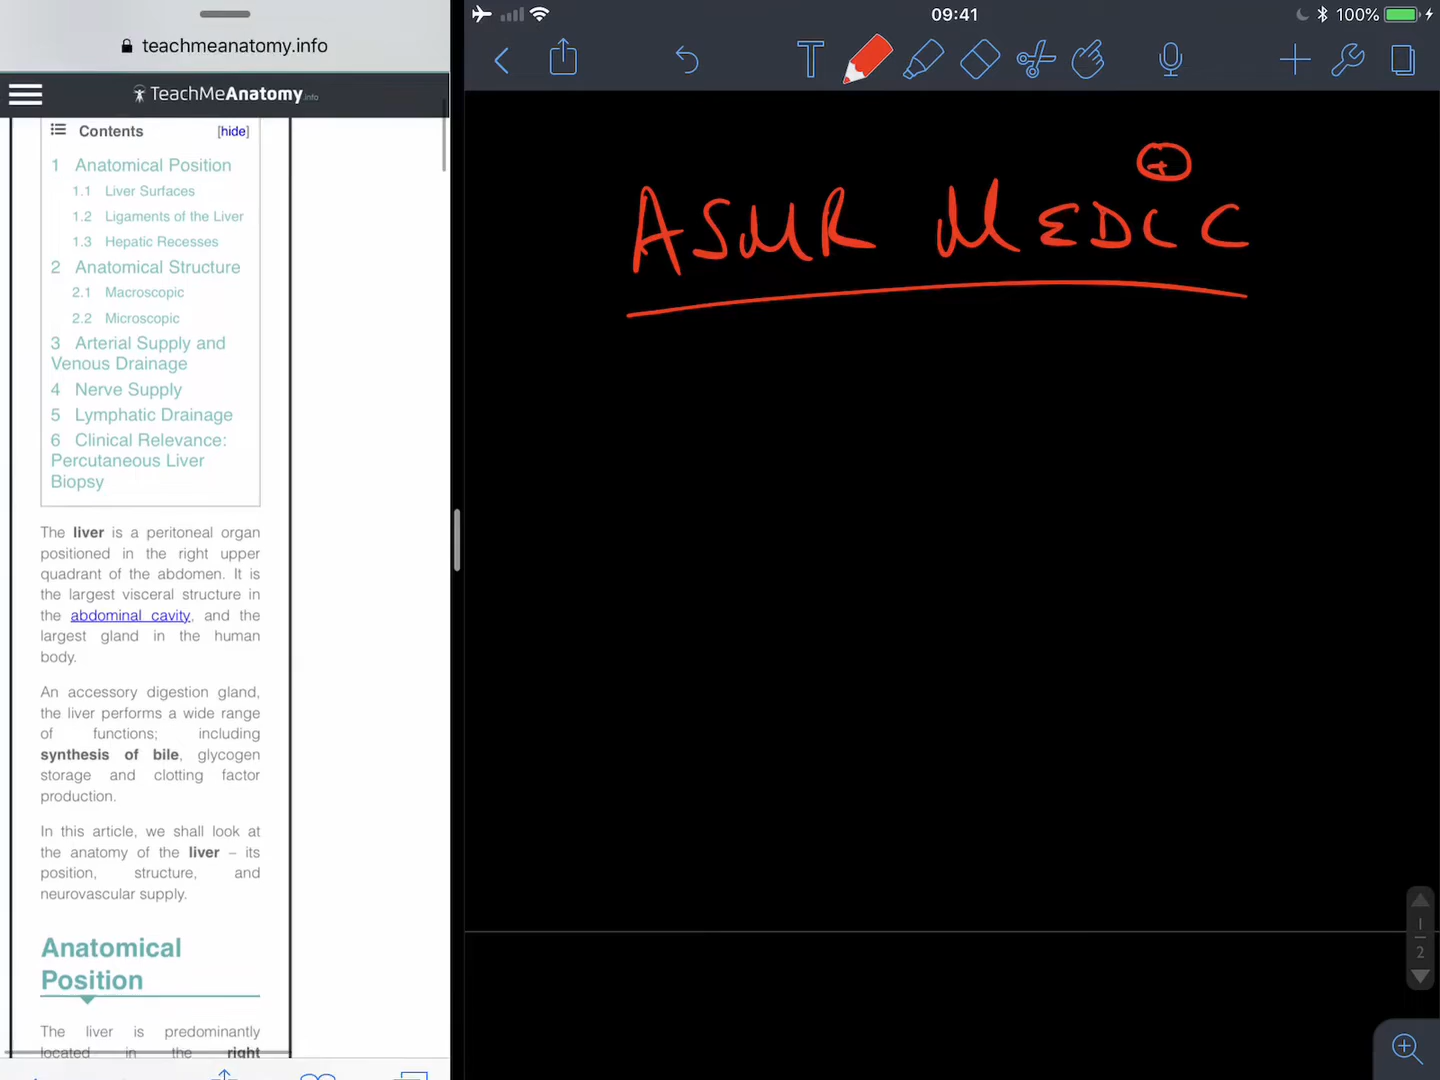 teachmeanatomy.info
TeachMeAnatomy.info
Contents [hide]
1 Anatomical Position
1.1 Liver Surfaces
1.2 Ligaments of the Liver
1.3 Hepatic Recesses
2 Anatomical Structure
2.1 Macroscopic
2.2 Microscopic
3 Arterial Supply and
Venous Drainage
4 Nerve Supply
5 Lymphatic Drainage
6 Clinical Relevance:
Percutaneous Liver
Biopsy
The liver is a peritoneal organ
positioned in the right upper
quadrant of the abdomen. It is
the largest visceral structure in
the abdominal cavity, and the
largest gland in the human
body.
An accessory digestion gland,
the liver performs a wide range
of functions; including
synthesis of bile, glycogen
storage and clotting factor
production.
In this article, we shall look at
the anatomy of the liver – its
position, structure, and
neurovascular supply.
Anatomical
Position
The liver is predominantly
located in the right
09:41
100%
T
+
ASMR MEDIC
1
2